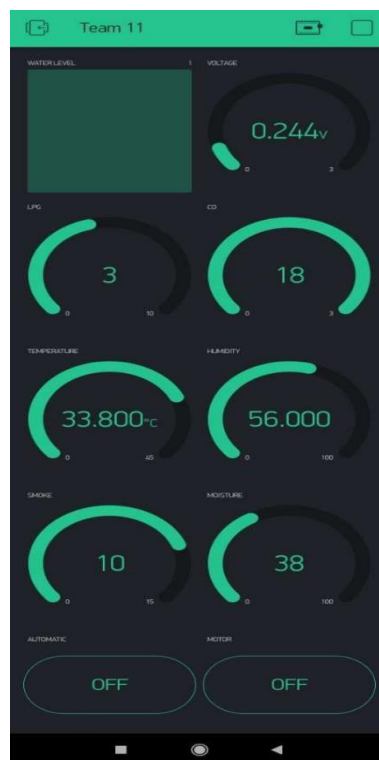 Team 11
WATER LEVEL 1 VOLTAGE
0.244v
0 3
LPG CO
3 18
0 10 0 3
TEMPERATURE HUMIDITY
33.800°C 56.000
0 45 0 100
SMOKE MOISTURE
10 38
0 15 0 100
AUTOMATIC MOTOR
OFF OFF